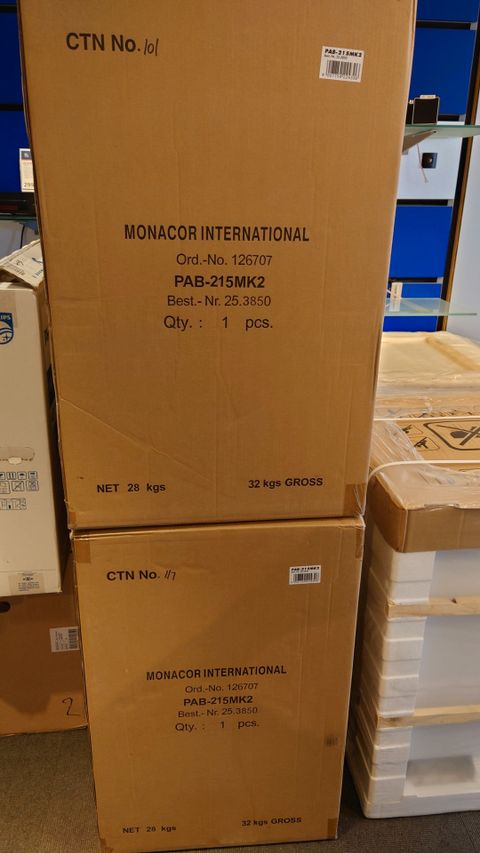 CTN No. 101
PAB-215MK2
MONACOR INTERNATIONAL
Ord.-No. 126707
PAB-215MK2
Best.- Nr. 25.3850
Qty. : 1 pcs.
NET 28 kgs
32 kgs GROSS
CTN No. 117
PAB-215MK2
MONACOR INTERNATIONAL
Ord.-No. 126707
PAB-215MK2
Best.- Nr. 25.3850
Qty. : 1 pcs.
NET 28 kgs
32 kgs GROSS
2